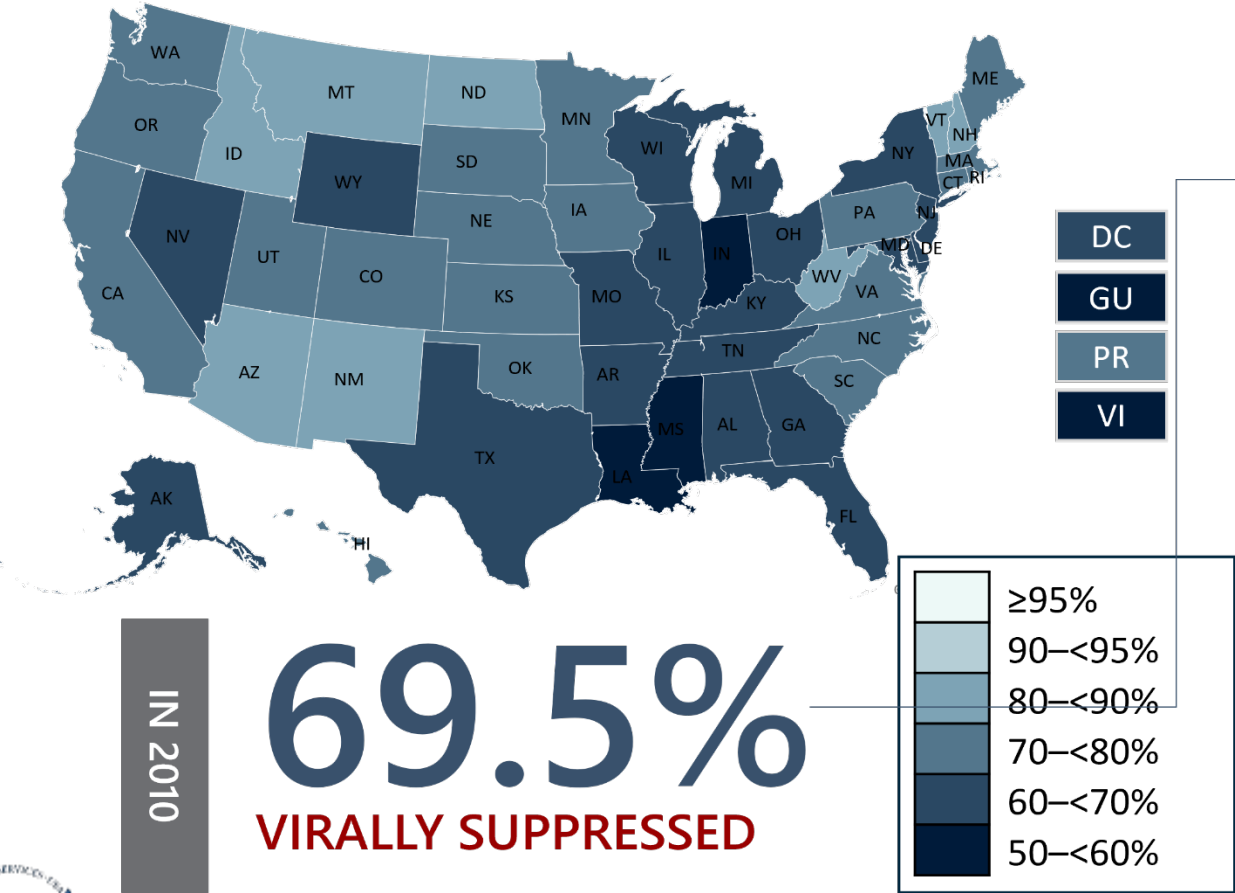 WA
MT
ND
MN
ME
OR
ID
SD
WI
VT
NH
NY
MA
WY
MI
CT
RI
NE
IA
PA
NJ
NV
UT
CO
IL
IN
OH
MD
DE
CA
KS
MO
KY
WV
VA
AZ
NM
OK
AR
TN
NC
SC
TX
LA
MS
AL
GA
AK
HI
FL
DC
GU
PR
VI
IN 2010
69.5%
VIRALLY SUPPRESSED
≥95%
90–<95%
80–<90%
70–<80%
60–<70%
50–<60%